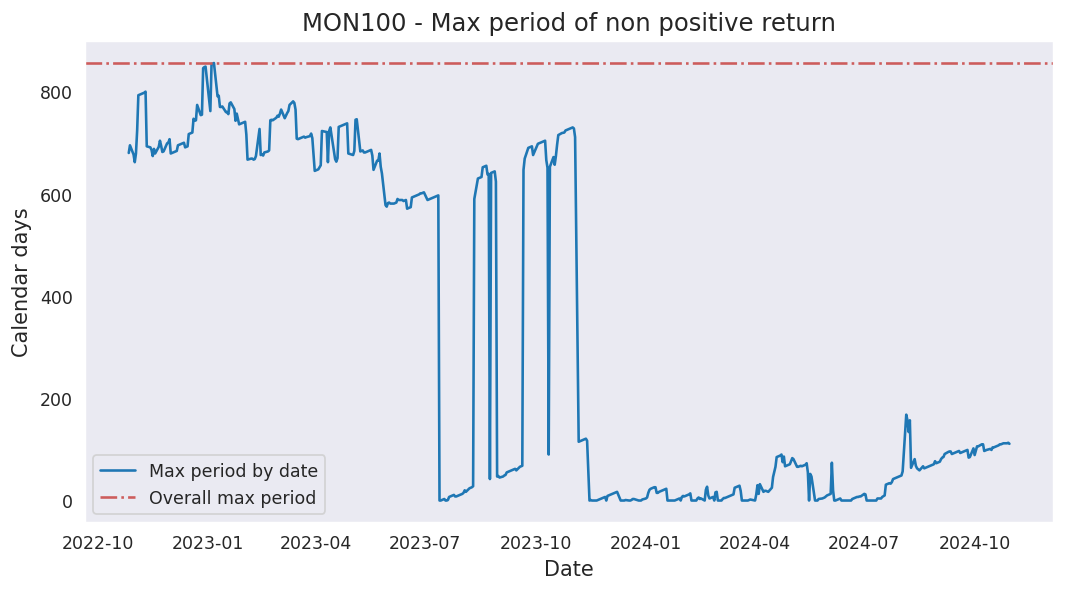 MON100 - Max period of non positive return
Calendar days
800
600
400
200
0
Max period by date
Overall max period
2022-10 2023-01 2023-04 2023-07 2023-10 2024-01 2024-04 2024-07 2024-10
Date